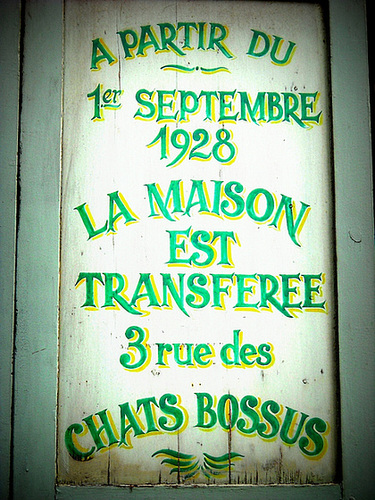 A PARTIR DU
1er SEPTEMBRE
1928
LA MAISON
EST
TRANSFEREE
3 rue des
CHATS BOSSUS